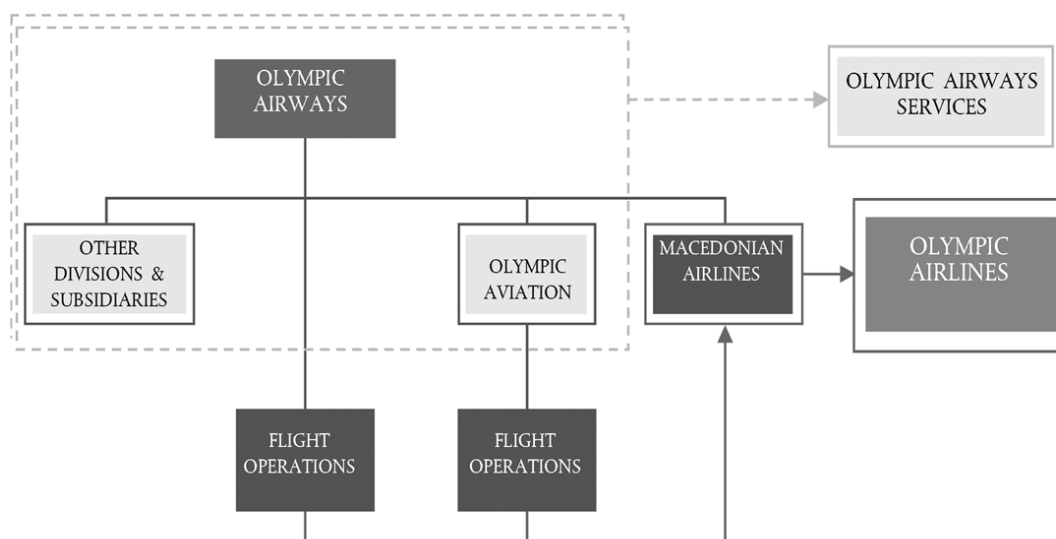 OLYMPIC
AIRWAYS
OLYMPIC AIRWAYS
SERVICES
OTHER
DIVISIONS &
SUBSIDIARIES
OLYMPIC
AVIATION
MACEDONIAN
AIRLINES
OLYMPIC
AIRLINES
FLIGHT
OPERATIONS
FLIGHT
OPERATIONS